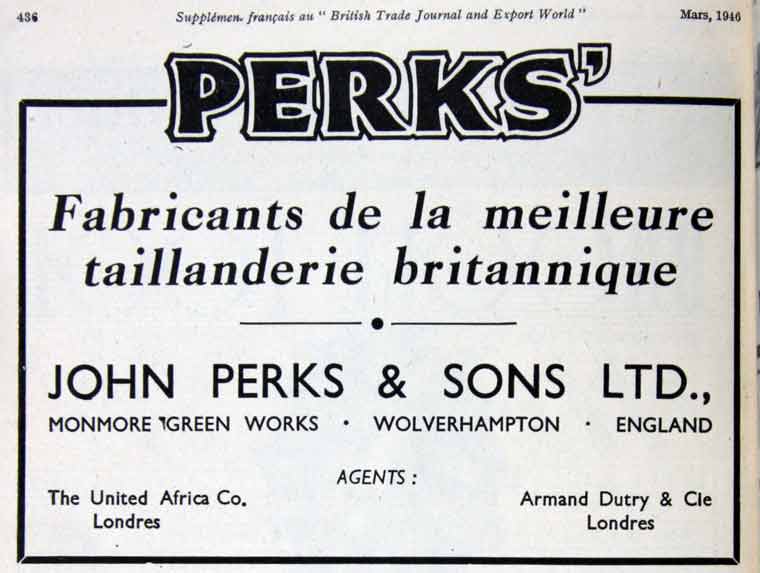 436 Supplémen. français au " British Trade Journal and Export World " Mars, 1946
PERKS'
Fabricants de la meilleure
taillanderie britannique
JOHN PERKS & SONS LTD.,
MONMORE GREEN WORKS · WOLVERHAMPTON · ENGLAND
AGENTS :
The United Africa Co. Armand Dutry & Cie
Londres Londres